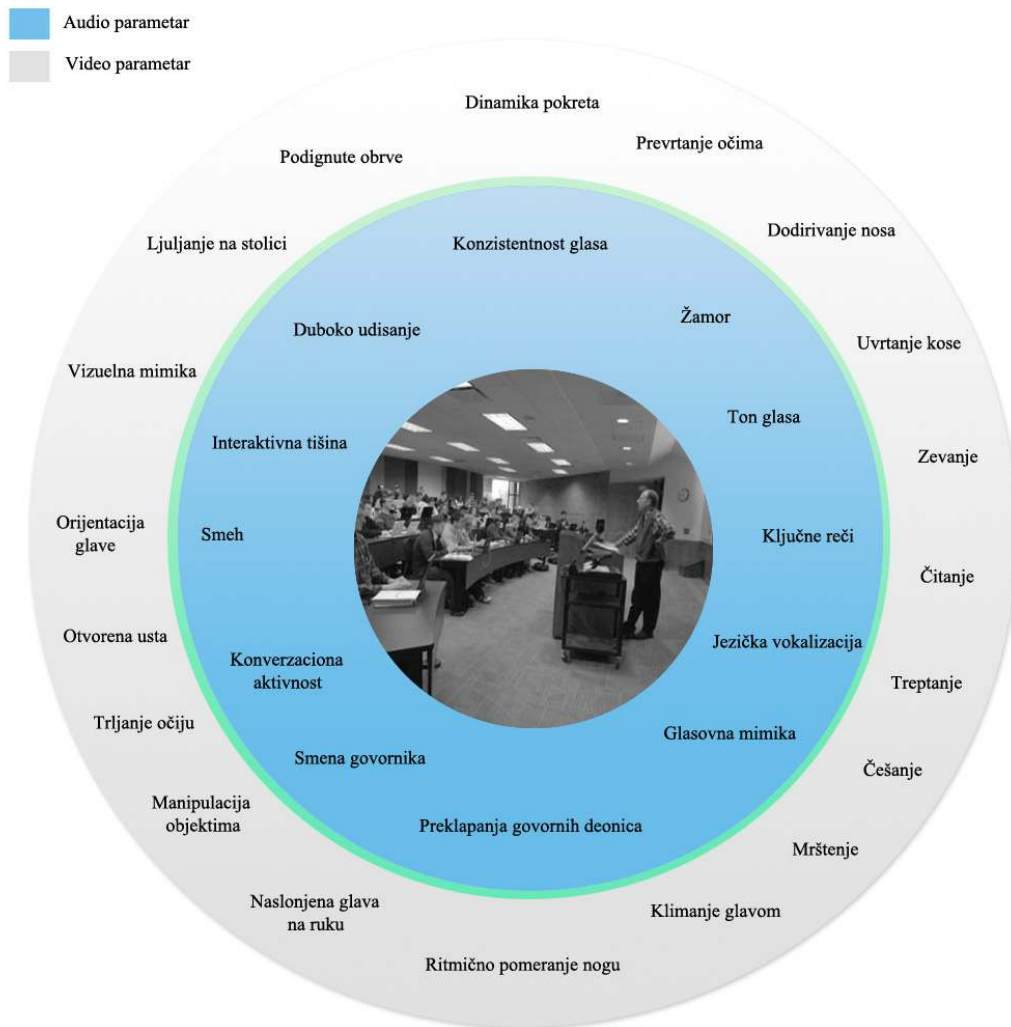 Audio parametar
Video parametar
Dinamika pokreta
Prevrtanje očima
Podignute obrve
Dodirivanje nosa
Ljuljanje na stolici
Konzistentnost glasa
Žamor
Duboko udisanje
Uvrtanje kose
Vizuelna mimika
Ton glasa
Interaktivna tišina
Zevanje
Orijentacija
glave
Smeh
Ključne reči
Čitanje
Otvorena usta
Jezička vokalizacija
Konverzaciona
aktivnost
Treptanje
Trljanje očiju
Glasovna mimika
Smena govornika
Češanje
Manipulacija
objektima
Preklapanja govornih deonica
Mrštenje
Naslonjena glava
na ruku
Klimanje glavom
Ritmično pomeranje nogu